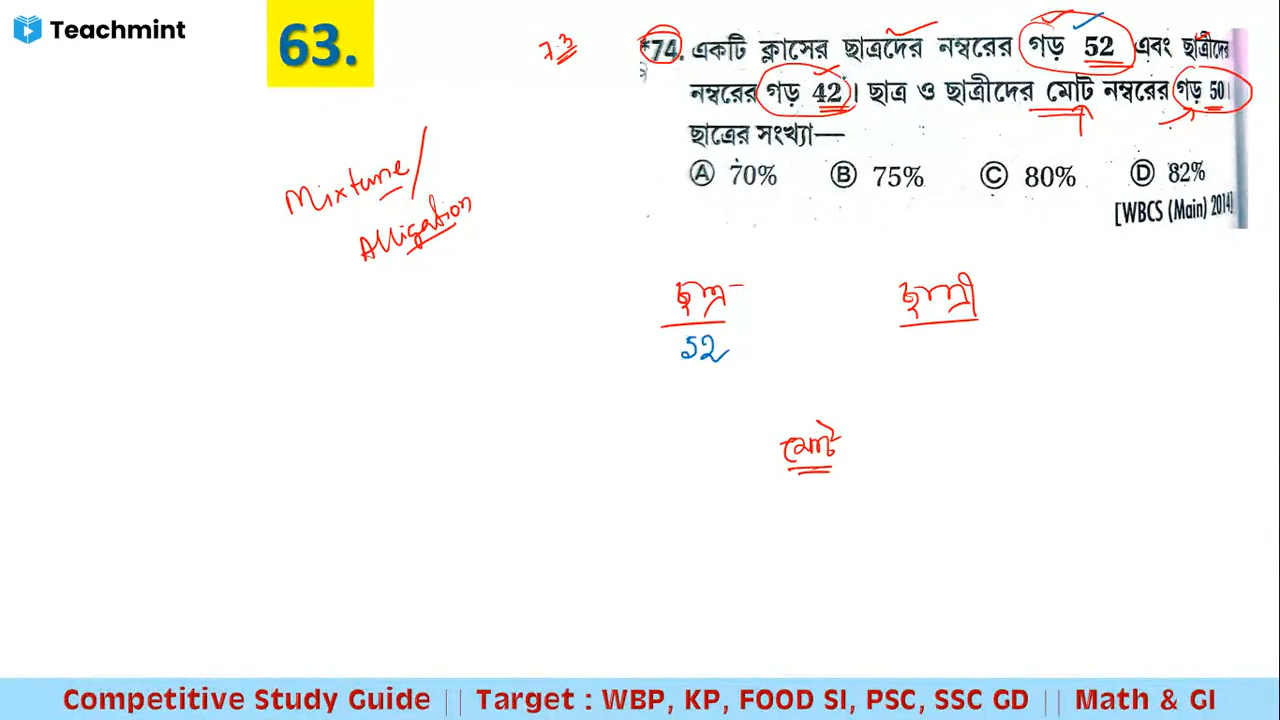 Teachmint
63.
৭.3
*74. একটি ক্লাসের ছাত্রদের নম্বরের গড় 52 এবং ছাত্রীদের
নম্বরের গড় 42। ছাত্র ও ছাত্রীদের মোট নম্বরের গড় 50।
ছাত্রের সংখ্যা—
Ⓐ 70% Ⓑ 75% Ⓒ 80% Ⓓ 82%
[WBCS (Main) 2014]
Mixture/
Alligation
ছাত্র ছাত্রী
52
মোট
Competitive Study Guide || Target : WBP, KP, FOOD SI, PSC, SSC GD || Math & GI